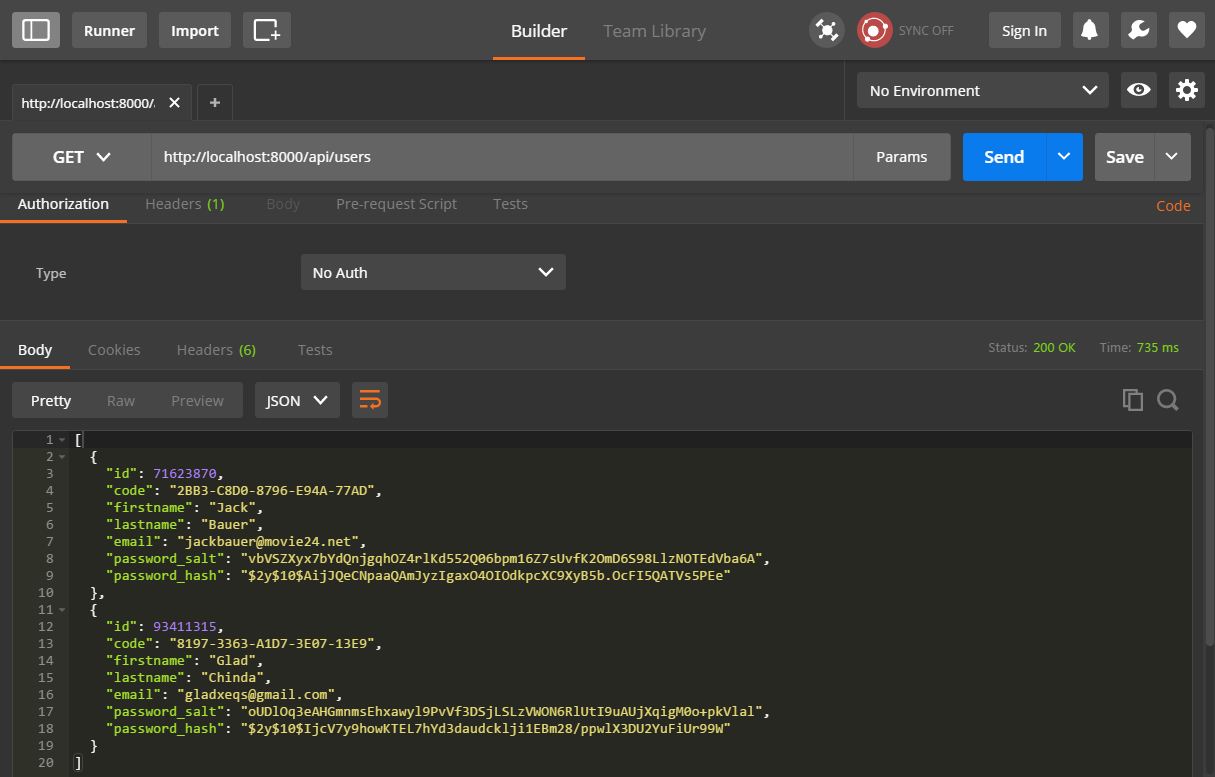 Runner Import Builder Team Library SYNC OFF Sign In
http://localhost:8000/ No Environment
GET http://localhost:8000/api/users Params Send Save
Authorization Headers (1) Body Pre-request Script Tests Code
Type No Auth
Body Cookies Headers (6) Tests Status: 200 OK Time: 735 ms
Pretty Raw Preview JSON
1 [
2 {
3 "id": 71623870,
4 "code": "2BB3-C8D0-8796-E94A-77AD",
5 "firstname": "Jack",
6 "lastname": "Bauer",
7 "email": "jackbauer@movie24.net",
8 "password_salt": "vbVSZXyx7bYdQnjgqhOZ4rlKd552Q06bpm16Z7sUvfK2OmD6S98LlzNOTEdVba6A",
9 "password_hash": "$2y$10$AijJQeCNpaaQAmJyzIgaxO4OIOdkpcXC9XyB5b.OcFI5QATVs5PEe"
10 },
11 {
12 "id": 93411315,
13 "code": "8197-3363-A1D7-3E07-13E9",
14 "firstname": "Glad",
15 "lastname": "Chinda",
16 "email": "gladxeqs@gmail.com",
17 "password_salt": "oUDlOq3eAHGmnmsEhxawyl9PvVf3DSjLSLzVWON6RlUtI9uAUjXqigM0o+pkVlal",
18 "password_hash": "$2y$10$IjcV7y9howKTEL7hYd3daudcklji1EBm28/ppwlX3DU2YuFiUr99W"
19 }
20 ]